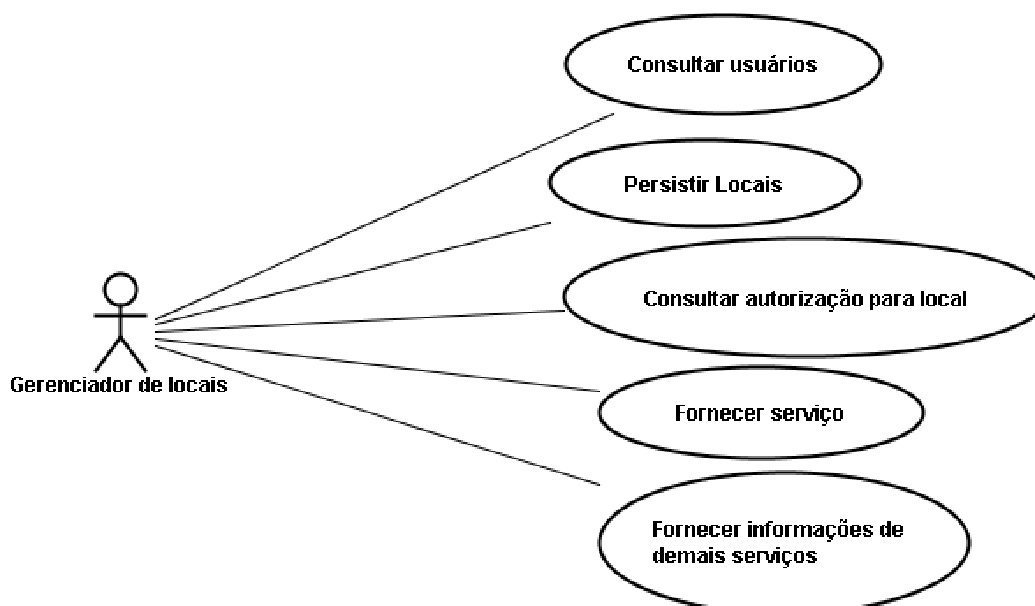 Consultar usuários
Persistir Locais
Consultar autorização para local
Gerenciador de locais
Fornecer serviço
Fornecer informações de
demais serviços